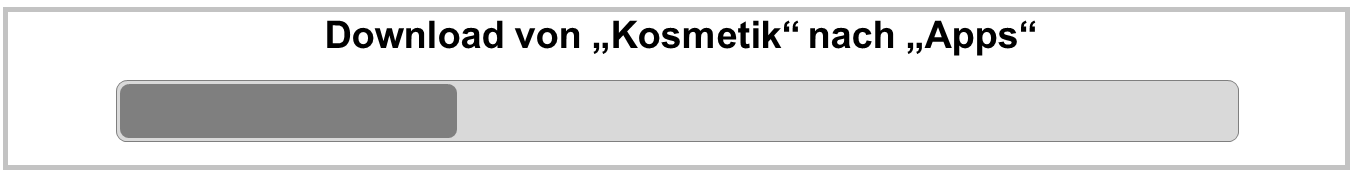 Download von „Kosmetik“ nach „Apps“